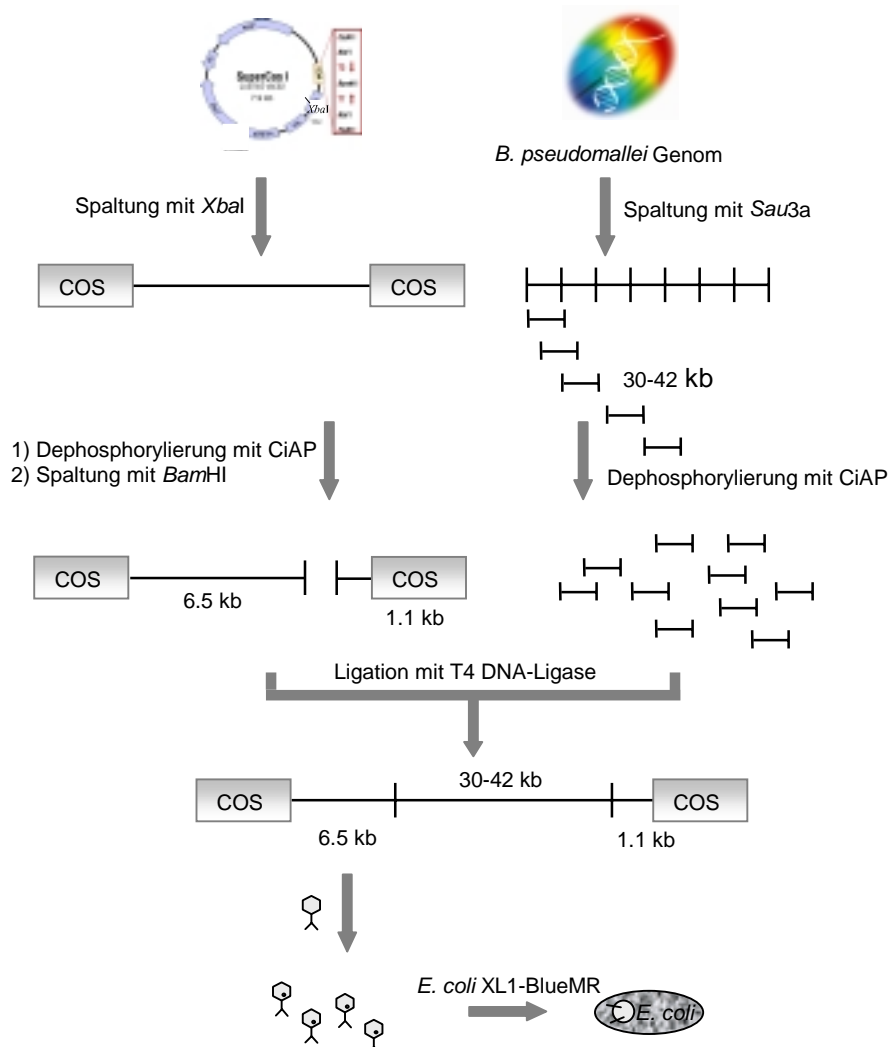 SuperCos I
XbaI
B. pseudomallei Genom
Spaltung mit XbaI
Spaltung mit Sau3a
COS
COS
30-42 kb
1) Dephosphorylierung mit CiAP
2) Spaltung mit BamHI
Dephosphorylierung mit CiAP
COS
COS
6.5 kb
1.1 kb
Ligation mit T4 DNA-Ligase
30-42 kb
COS
COS
6.5 kb
1.1 kb
E. coli XL1-BlueMR
E. coli